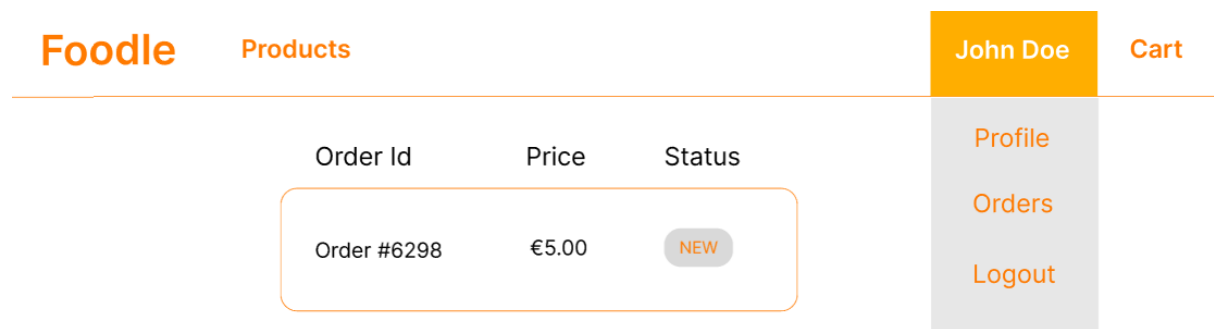 Foodle Products John Doe Cart
Profile
Order Id Price Status
Orders
Order #6298 €5.00 NEW
Logout